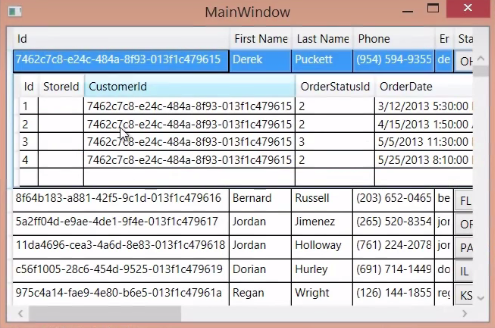 MainWindow
Id First Name Last Name Phone Er Sta
7462c7c8-e24c-484a-8f93-013f1c479615 Derek Puckett (954) 594-9355 de OH
Id StoreId CustomerId OrderStatusId OrderDate
1 7462c7c8-e24c-484a-8f93-013f1c479615 2 3/12/2013 5:30:00
2 7462c7c8-e24c-484a-8f93-013f1c479615 2 4/15/2013 1:50:00
3 7462c7c8-e24c-484a-8f93-013f1c479615 3 5/5/2013 11:30:00
4 7462c7c8-e24c-484a-8f93-013f1c479615 2 5/25/2013 8:10:00
8f64b183-a881-42f5-9c1d-013f1c479616 Bernard Russell (203) 652-0465 be FL
5a2ff04d-e9ae-4de1-9f4e-013f1c479617 Jordan Jimenez (265) 520-8354 jor OR
11da4696-cea3-4a6d-8e83-013f1c479618 Jordan Holloway (761) 224-2078 jor PA
c56f1005-28c6-454d-9525-013f1c479619 Dorian Hurley (691) 714-1449 do IL
975c4a14-fae9-4e80-b6e5-013f1c47961a Regan Wright (126) 144-1855 reg KS